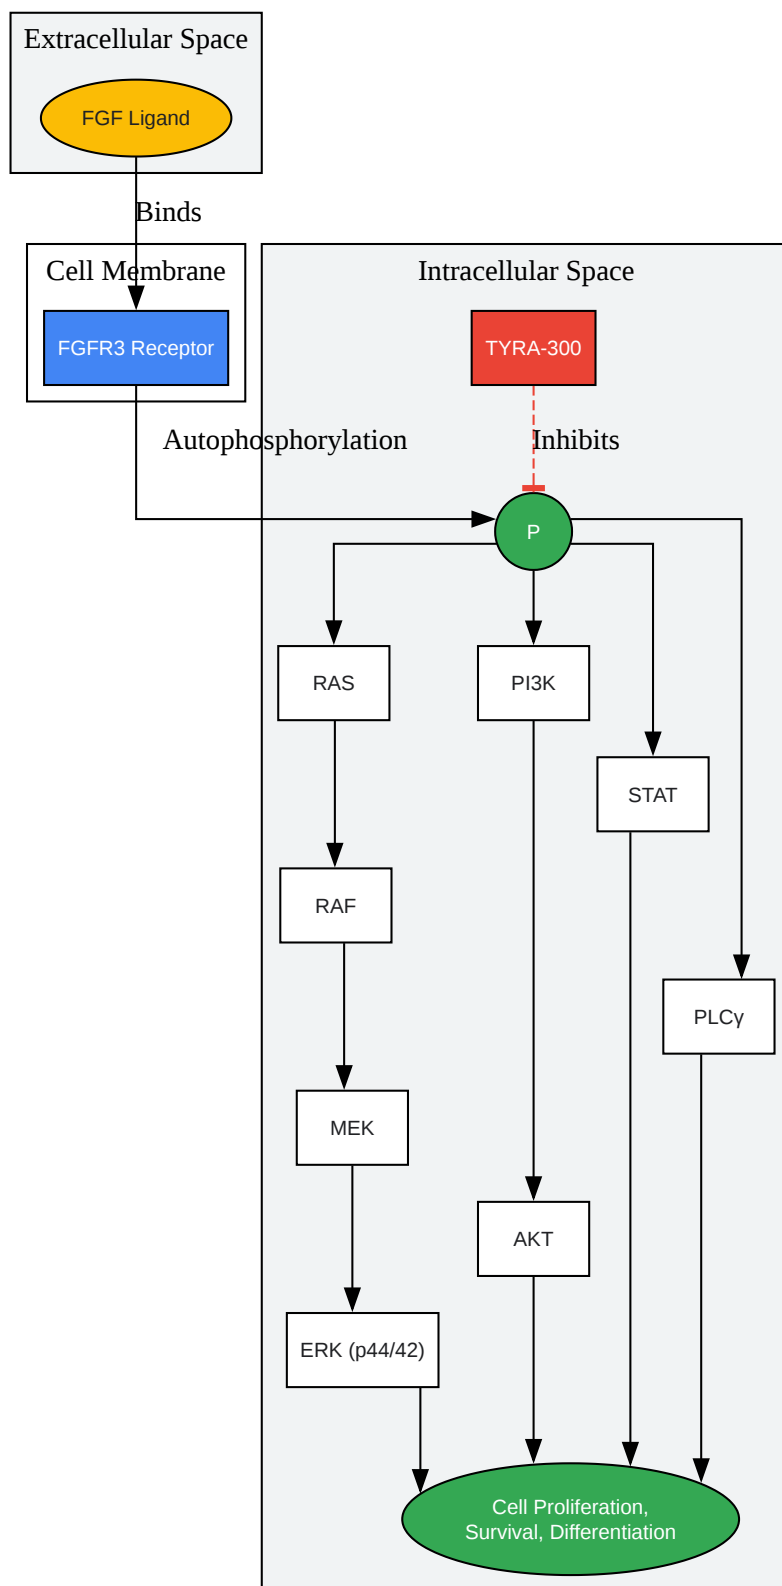 Extracellular Space
FGF Ligand
Binds
Cell Membrane
Intracellular Space
FGFR3 Receptor
TYRA-300
Autophosphorylation
Inhibits
P
RAS
PI3K
STAT
RAF
PLCγ
MEK
AKT
ERK (p44/42)
Cell Proliferation,
Survival, Differentiation